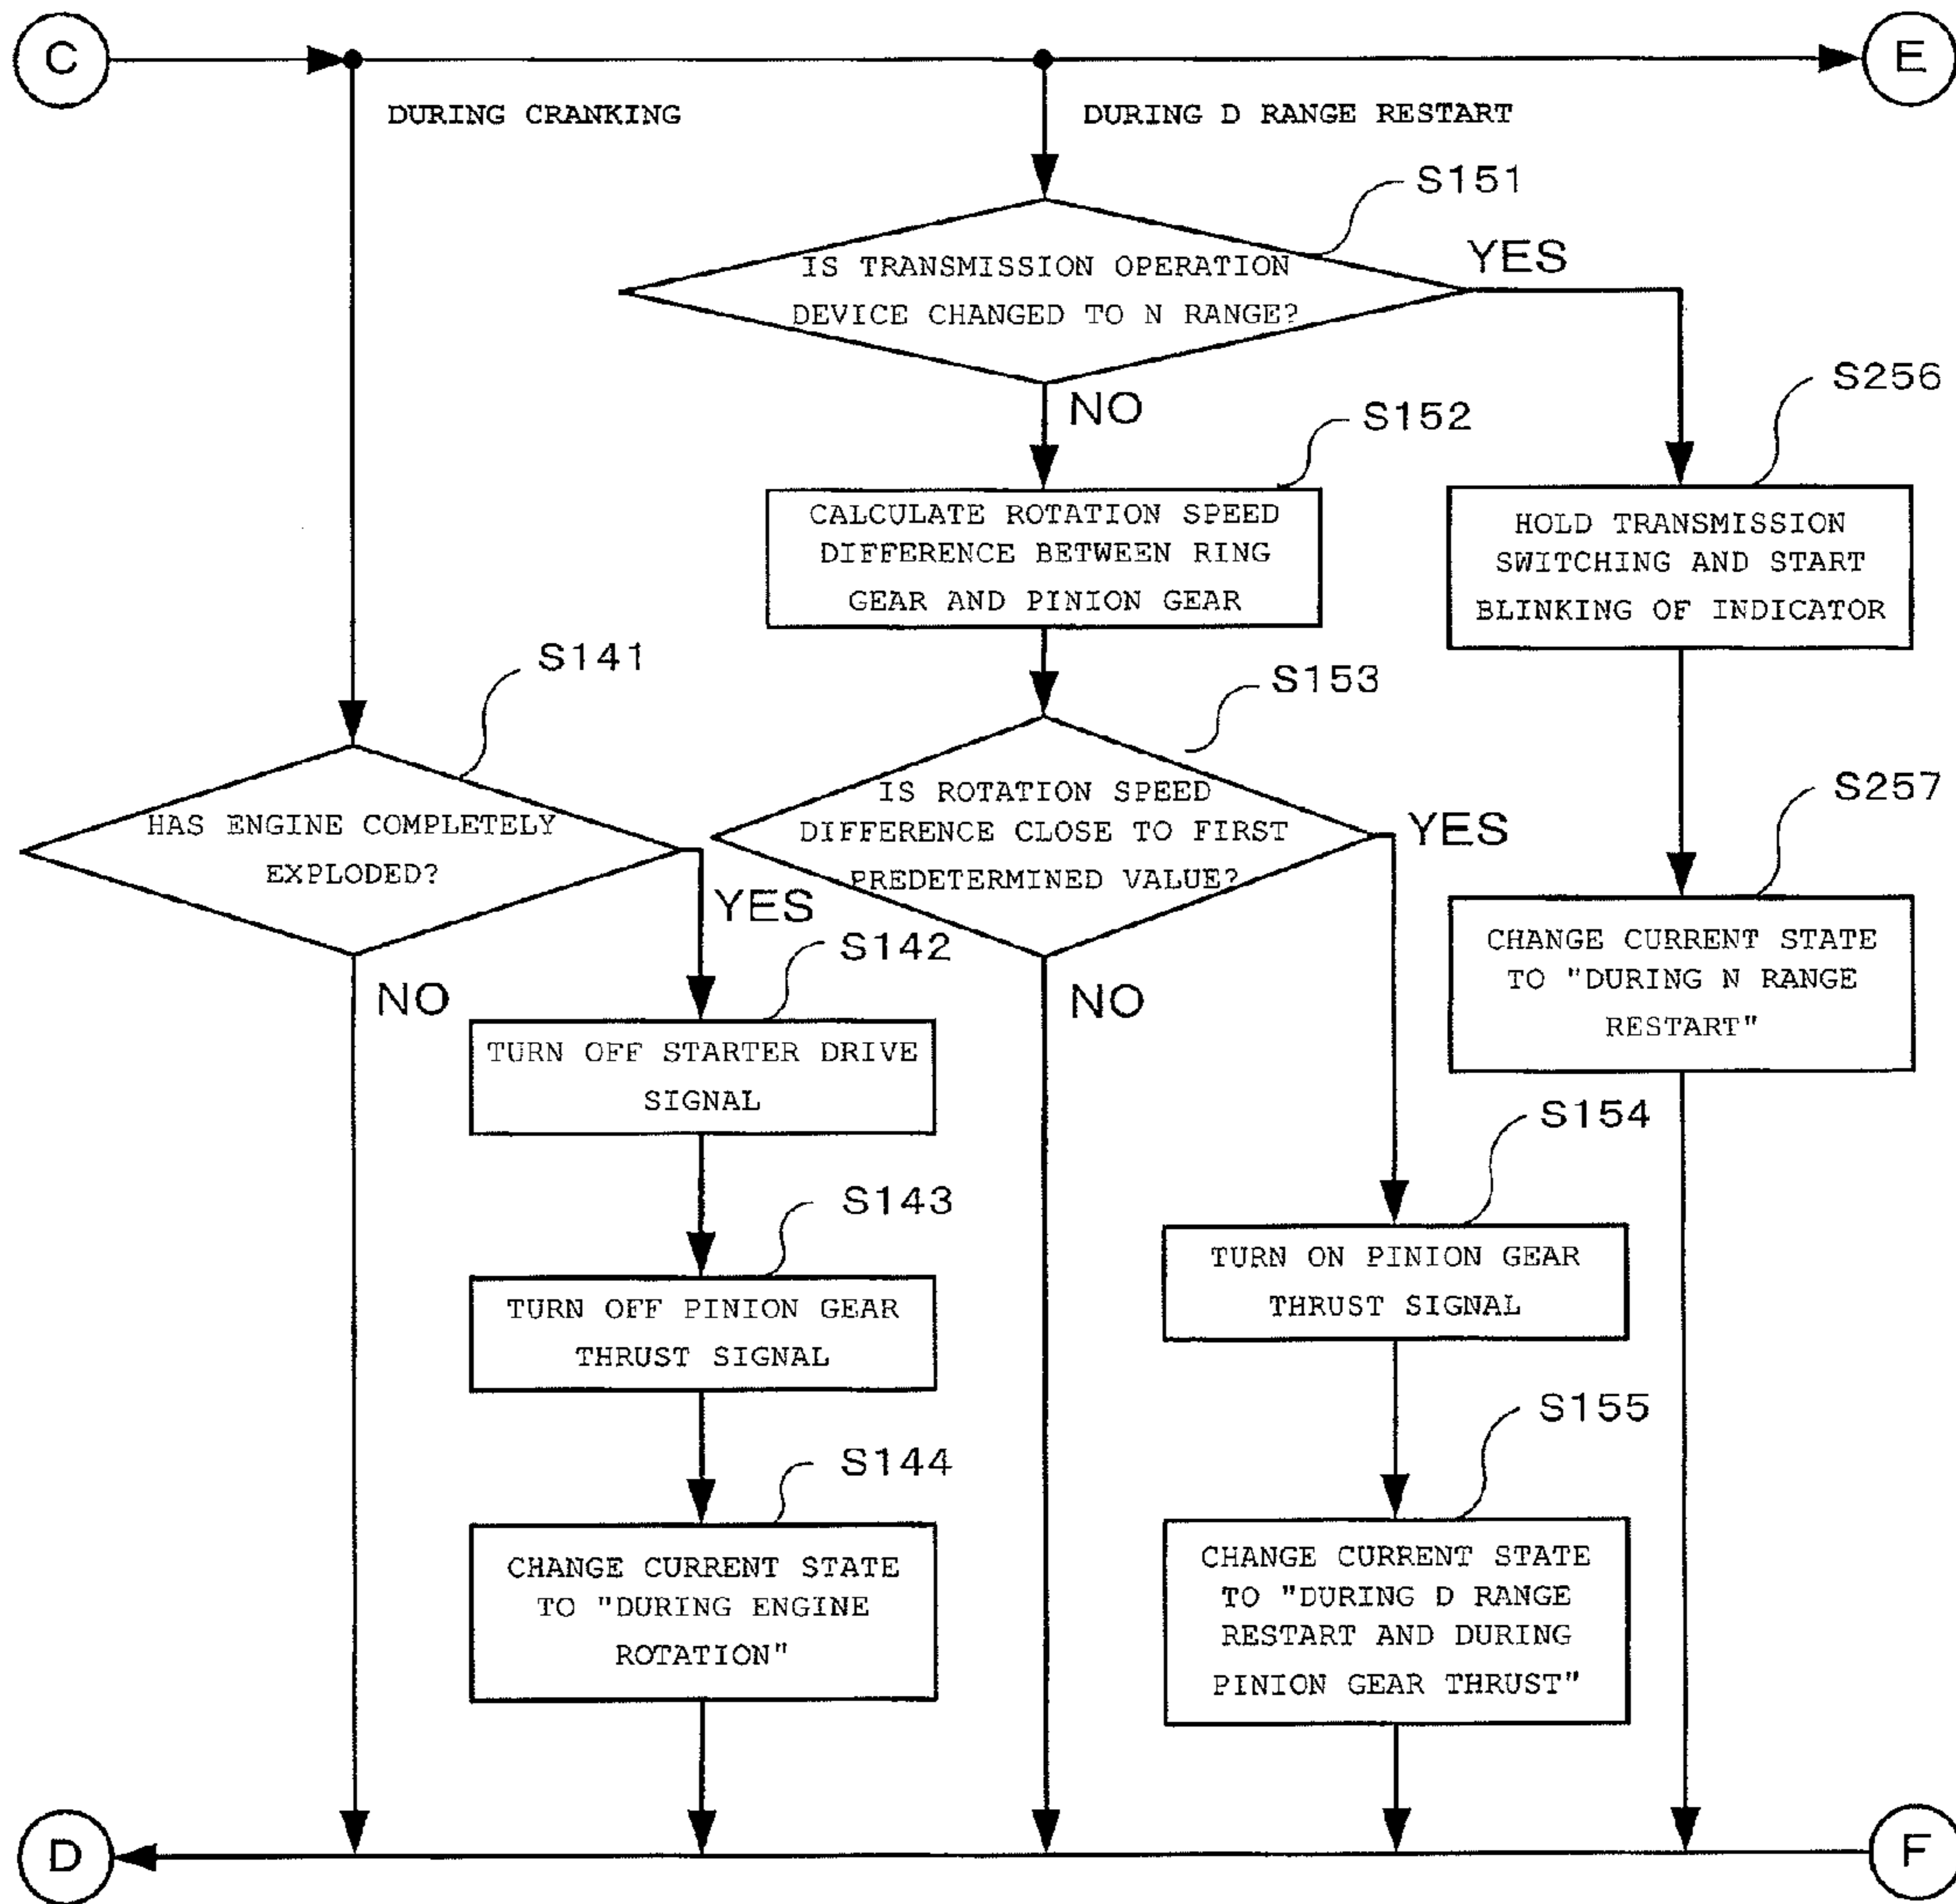 C
E
DURING CRANKING
DURING D RANGE RESTART
S151
IS TRANSMISSION OPERATION
DEVICE CHANGED TO N RANGE?
YES
NO
S256
HOLD TRANSMISSION
SWITCHING AND START
BLINKING OF INDICATOR
S152
CALCULATE ROTATION SPEED
DIFFERENCE BETWEEN RING
GEAR AND PINION GEAR
S141
HAS ENGINE COMPLETELY
EXPLODED?
YES
NO
S153
IS ROTATION SPEED
DIFFERENCE CLOSE TO FIRST
PREDETERMINED VALUE?
YES
NO
S257
CHANGE CURRENT STATE
TO "DURING N RANGE
RESTART"
S142
TURN OFF STARTER DRIVE
SIGNAL
S143
TURN OFF PINION GEAR
THRUST SIGNAL
S144
CHANGE CURRENT STATE
TO "DURING ENGINE
ROTATION"
S154
TURN ON PINION GEAR
THRUST SIGNAL
S155
CHANGE CURRENT STATE
TO "DURING D RANGE
RESTART AND DURING
PINION GEAR THRUST"
D
F